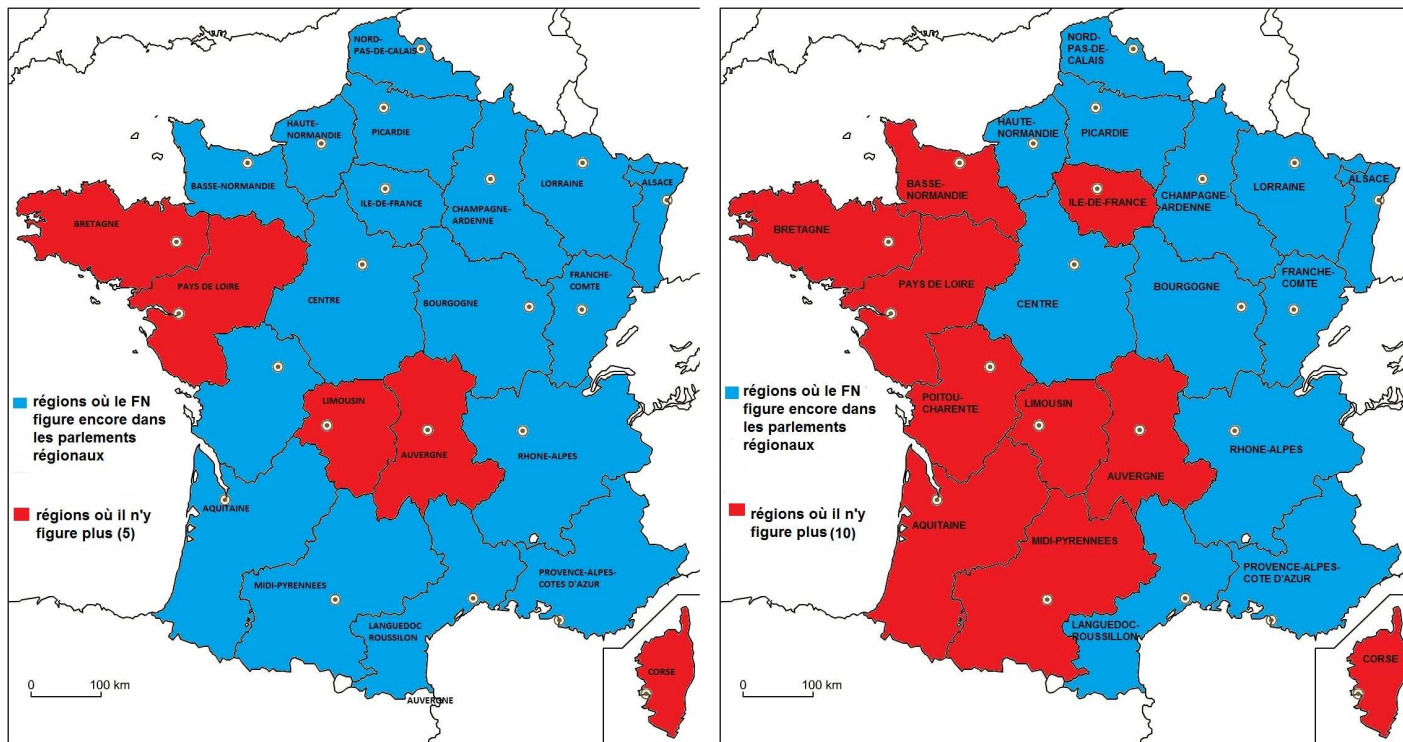 NORD-
PAS-DE-CALAIS
HAUTE-
NORMANDIE
PICARDIE
BASSE-NORMANDIE
ILE-DE-FRANCE
CHAMPAGNE-
ARDENNE
LORRAINE
ALSACE
BRETAGNE
PAYS DE LOIRE
CENTRE
BOURGOGNE
FRANCHE-
COMTE
LIMOUSIN
AUVERGNE
RHONE-ALPES
AQUITAINE
MIDI-PYRENNEES
PROVENCE-ALPES-
COTES D'AZUR
LANGUEDOC
ROUSSILON
CORSE
AUVERGNE
régions où le FN
figure encore dans
les parlements
régionaux
régions où il n'y
figure plus (5)
0 100 km
NORD-
PAS-DE-
CALAIS
HAUTE-
NORMANDIE
PICARDIE
BASSE-
NORMANDIE
ILE-DE-FRANCE
CHAMPAGNE-
ARDENNE
LORRAINE
ALSACE
BRETAGNE
PAYS DE LOIRE
CENTRE
BOURGOGNE
FRANCHE-
COMTE
POITOU-
CHARENTE
LIMOUSIN
AUVERGNE
RHONE-ALPES
AQUITAINE
MIDI-PYRENNEES
PROVENCE-ALPES-
COTE D'AZUR
LANGUEDOC-
ROUSSILLON
CORSE
régions où le FN
figure encore dans
les parlements
régionaux
régions où il n'y
figure plus (10)
0 100 km